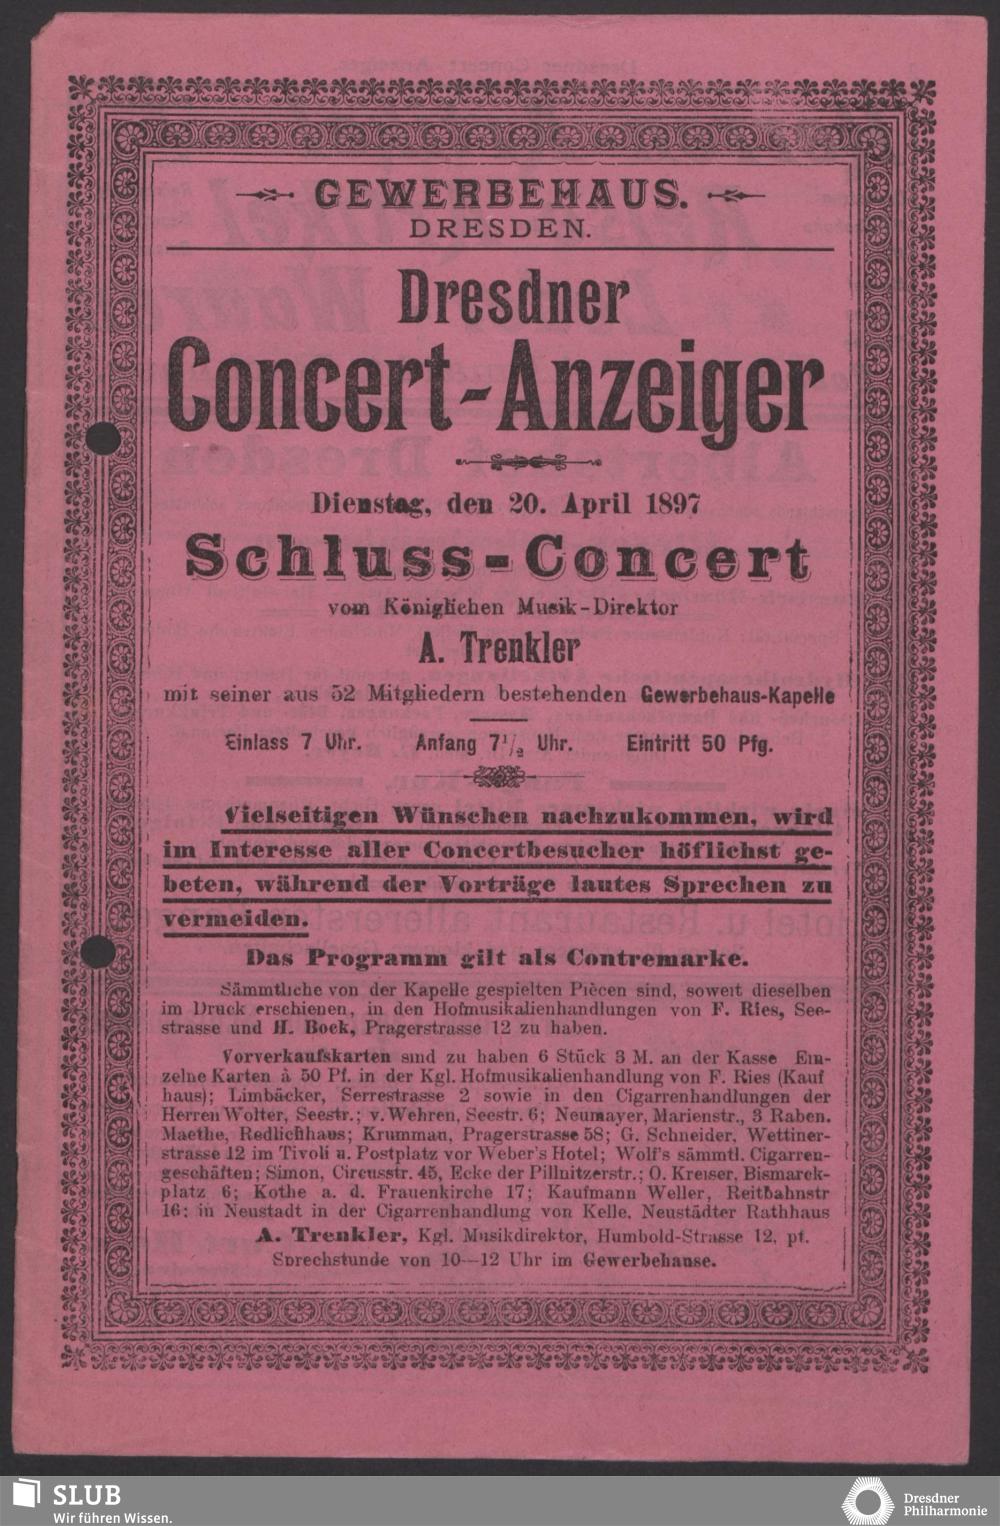 GEWERBEHAUS.
DRESDEN.
Dresdner
Concert-Anzeiger
Dienstag, den 20. April 1897
Schluss-Concert
vom Königlichen Musik-Direktor
A. Trenkler
mit seiner aus 52 Mitgliedern bestehenden Gewerbehaus-Kapelle
Einlass 7 Uhr. Anfang 7½ Uhr. Eintritt 50 Pfg.
Vielseitigen Wünschen nachzukommen, wird
im Interesse aller Concertbesucher höflichst ge-
beten, während der Vorträge lautes Sprechen zu
vermeiden.
Das Programm gilt als Contremarke.
Sämmtliche von der Kapelle gespielten Piècen sind, soweit dieselben
im Druck erschienen, in den Hofmusikalienhandlungen von F. Ries, See-
strasse und H. Bock, Pragerstrasse 12 zu haben.
Vorverkaufskarten sind zu haben 6 Stück 3 M. an der Kasse Ein-
zelne Karten à 50 Pf. in der Kgl. Hofmusikalienhandlung von F. Ries (Kauf
haus); Limbäcker, Serrestrasse 2 sowie in den Cigarrenhandlungen der
Herren Wolter, Seestr.; v. Wehren, Seestr. 6; Neumayer, Marienstr., 3 Raben.
Maethe, Redlichhaus; Krumman, Pragerstrasse 58; G. Schneider, Wettiner-
strasse 12 im Tivoli u. Postplatz vor Weber's Hotel; Wolf's sämmtl. Cigarren-
geschäften; Simon, Circusstr. 45, Ecke der Pillnitzerstr.; O. Kreiser, Bismarck-
platz 6; Kothe a. d. Frauenkirche 17; Kaufmann Weller, Reitbahnstr
16; in Neustadt in der Cigarrenhandlung von Kelle, Neustädter Rathhaus
A. Trenkler, Kgl. Musikdirektor, Humbold-Strasse 12, pt.
Sprechstunde von 10—12 Uhr im Gewerbehause.
SLUB
Wir führen Wissen.
Dresdner
Philharmonie